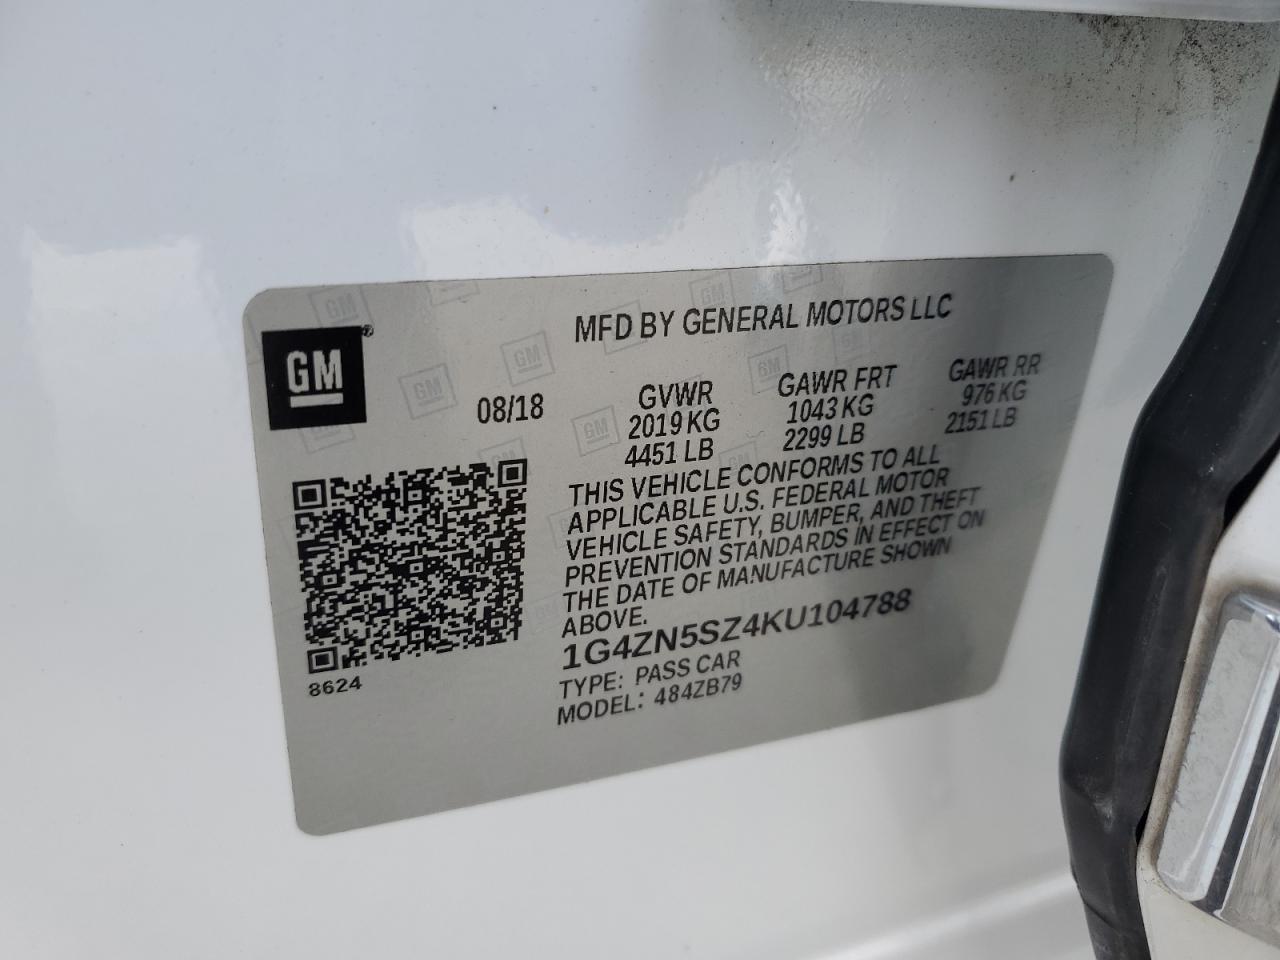 GM®
MFD BY GENERAL MOTORS LLC
08/18
GVWR GAWR FRT GAWR RR
2019 KG 1043 KG 976 KG
4451 LB 2299 LB 2151 LB
THIS VEHICLE CONFORMS TO ALL
APPLICABLE U.S. FEDERAL MOTOR
VEHICLE SAFETY, BUMPER, AND THEFT
PREVENTION STANDARDS IN EFFECT ON
THE DATE OF MANUFACTURE SHOWN
ABOVE.
1G4ZN5SZ4KU104788
TYPE: PASS CAR
MODEL: 484ZB79
8624